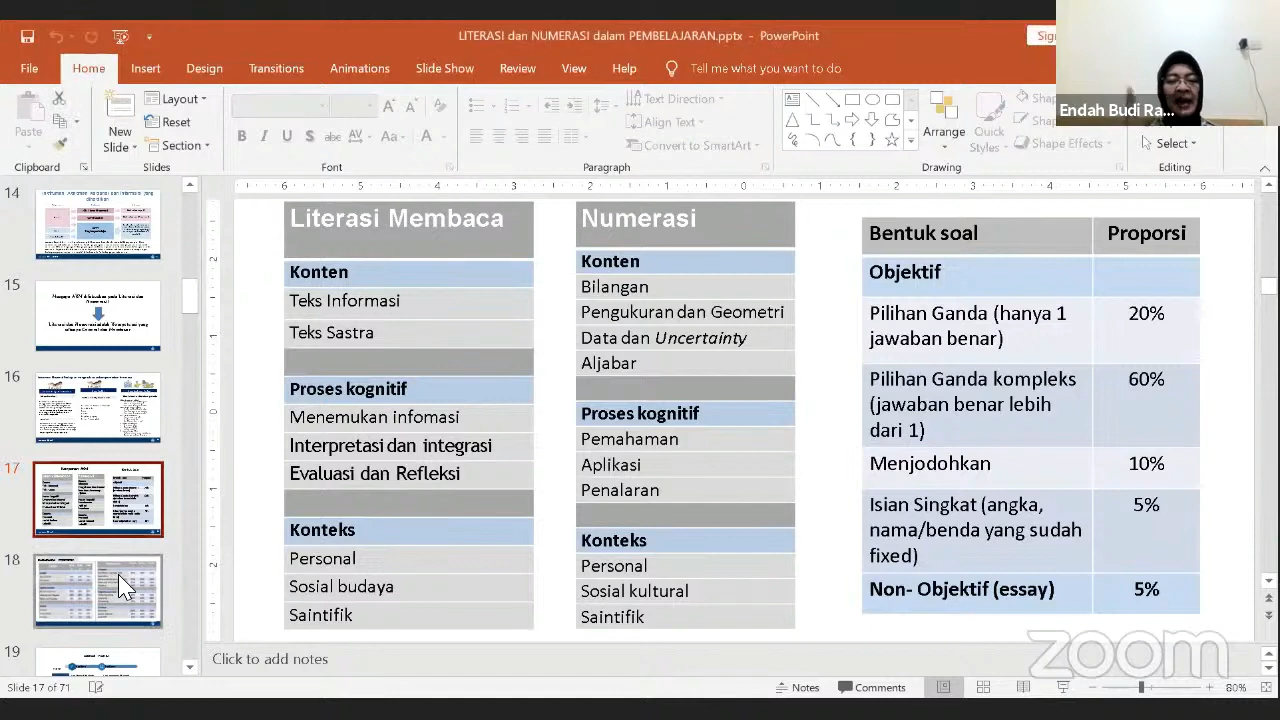 LITERASI dan NUMERASI dalam PEMBELAJARAN.pptx - PowerPoint
File Home Insert Design Transitions Animations Slide Show Review View Help Tell me what you want to do
Endah Budi Ra...
Paste
New
Slide
Layout
Reset
Section
Text Direction
Align Text
Convert to SmartArt
Arrange
Quick
Styles
Shape Effects
Select
Clipboard Slides Font Paragraph Drawing Editing
14
15
16
17
18
19
Literasi Membaca
Konten
Teks Informasi
Teks Sastra
Proses kognitif
Menemukan infomasi
Interpretasi dan integrasi
Evaluasi dan Refleksi
Konteks
Personal
Sosial budaya
Saintifik
Numerasi
Konten
Bilangan
Pengukuran dan Geometri
Data dan Uncertainty
Aljabar
Proses kognitif
Pemahaman
Aplikasi
Penalaran
Konteks
Personal
Sosial kultural
Saintifik
Bentuk soal Proporsi
Objektif
Pilihan Ganda (hanya 1 20%
jawaban benar)
Pilihan Ganda kompleks 60%
(jawaban benar lebih
dari 1)
Menjodohkan 10%
Isian Singkat (angka, 5%
nama/benda yang sudah
fixed)
Non- Objektif (essay) 5%
Click to add notes
zoom
Slide 17 of 71 Notes Comments 80%